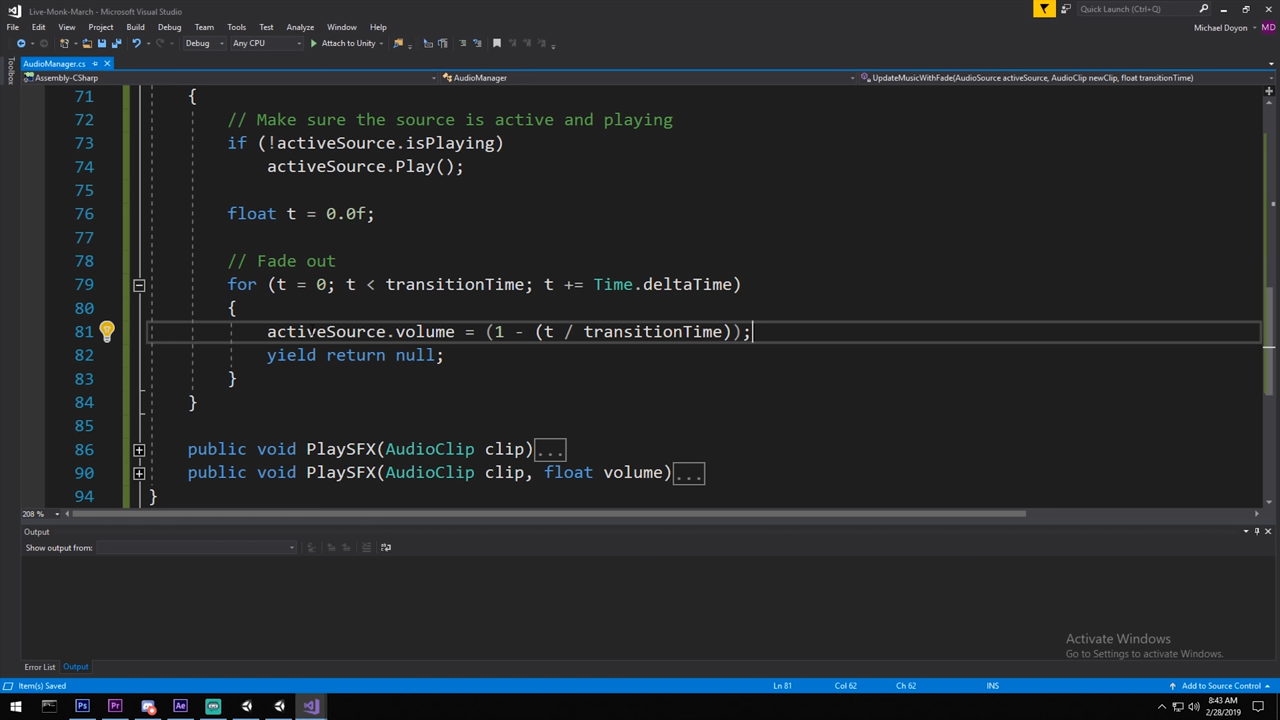 Live-Monk-March - Microsoft Visual Studio
Quick Launch (Ctrl+Q)
File Edit View Project Build Debug Team Tools Test Analyze Window Help
Michael Doyon MD
Debug Any CPU Attach to Unity
Toolbox
AudioManager.cs
Assembly-CSharp AudioManager UpdateMusicWithFade(AudioSource activeSource, AudioClip newClip, float transitionTime)
71 {
72 // Make sure the source is active and playing
73 if (!activeSource.isPlaying)
74 activeSource.Play();
75
76 float t = 0.0f;
77
78 // Fade out
79 for (t = 0; t < transitionTime; t += Time.deltaTime)
80 {
81 activeSource.volume = (1 - (t / transitionTime));
82 yield return null;
83 }
84 }
85
86 public void PlaySFX(AudioClip clip)...
90 public void PlaySFX(AudioClip clip, float volume)...
94 }
208 %
Output
Show output from:
Activate Windows
Go to Settings to activate Windows.
Error List Output
Item(s) Saved Ln 81 Col 62 Ch 62 INS Add to Source Control
Ps Pr Ae
8:43 AM
2/28/2019